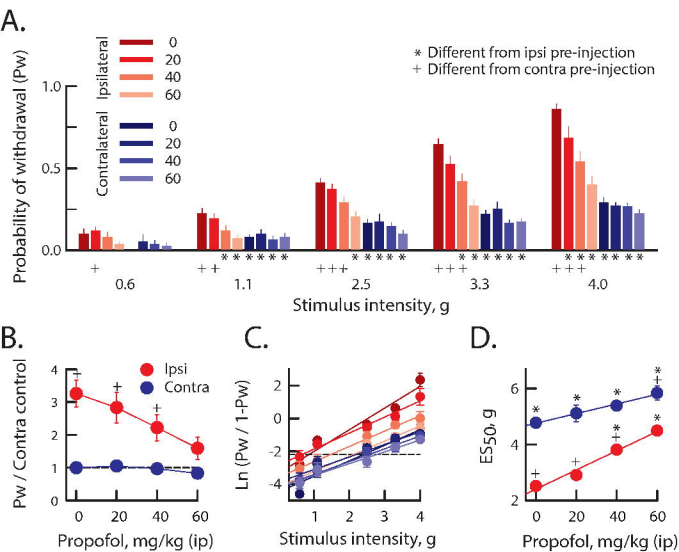 A.
Ipsilateral
0
20
40
60
Contralateral
0
20
40
60
* Different from ipsi pre-injection
+ Different from contra pre-injection
Probability of withdrawal (Pw)
1.0
0.5
0.0
+ + + * * * * * * + + + * * * * * + + + * * * * * + + + * * * * * *
0.6 1.1 2.5 3.3 4.0
Stimulus intensity, g
B.
Pw / Contra control
4
3
2
1
0
+ + +
Ipsi
Contra
0 20 40 60
Propofol, mg/kg (ip)
C.
Ln (Pw / 1-Pw)
2
0
-2
-4
1 2 3 4
Stimulus intensity, g
D.
ES50, g
6
4
2
* * * * +
+ + * + *
0 20 40 60
Propofol, mg/kg (ip)